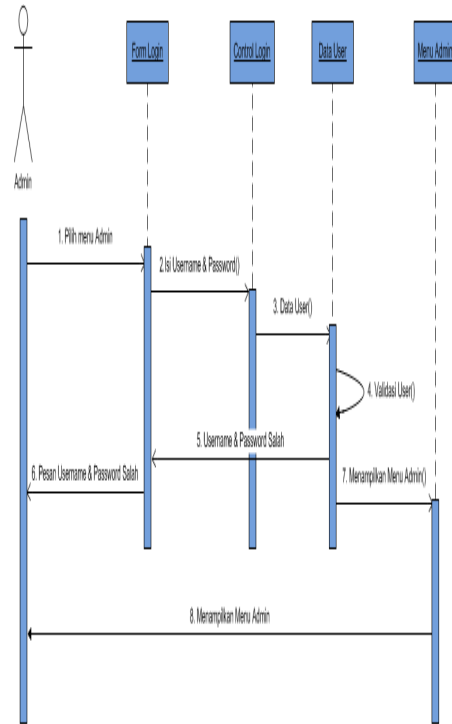 Form Login
Control Login
Data User
Menu Admin
Admin
1. Pilih menu Admin
2.Isi Username & Password()
3. Data User()
4. Validasi User()
5. Username & Password Salah
6. Pesan Username & Password Salah
7. Menampilkan Menu Admin()
8. Menampilkan Menu Admin